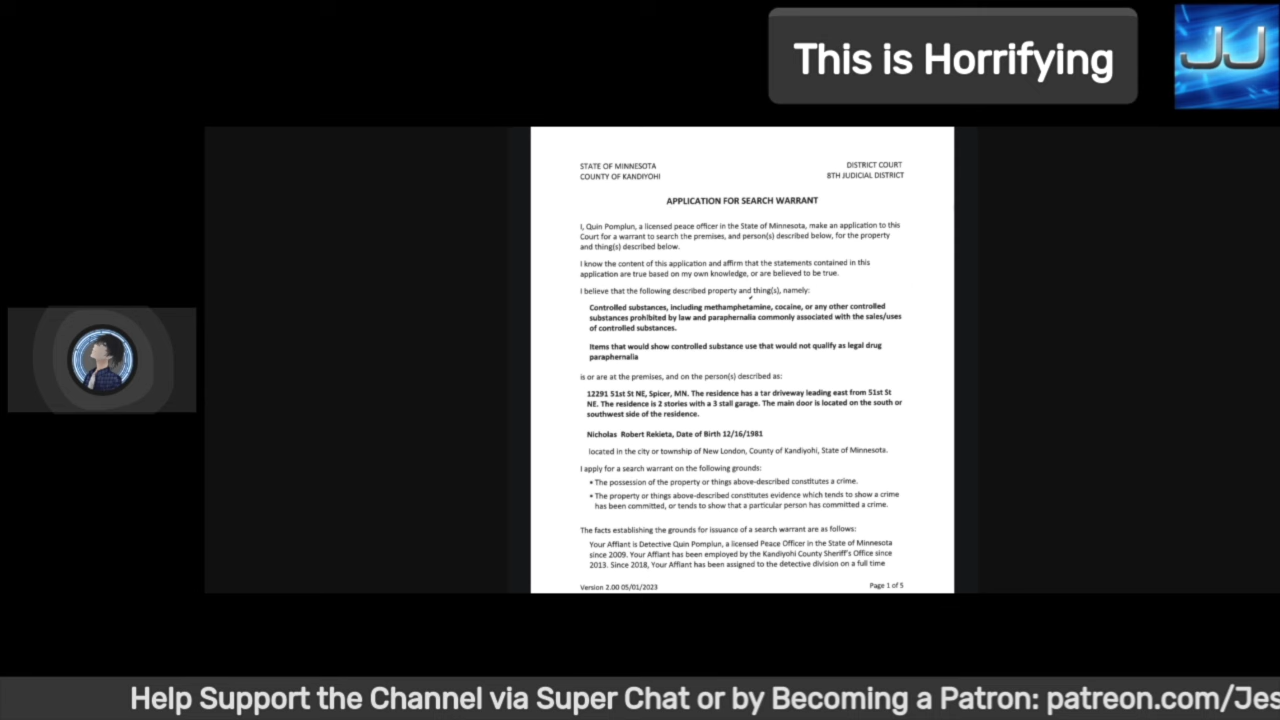 This is Horrifying
JJ
STATE OF MINNESOTA
DISTRICT COURT
COUNTY OF KANDIYOHI
8TH JUDICIAL DISTRICT
APPLICATION FOR SEARCH WARRANT
I, Quin Pomplun, a licensed peace officer in the State of Minnesota, make an application to this
Court for a warrant to search the premises, and person(s) described below, for the property
and thing(s) described below.
I know the content of this application and affirm that the statements contained in this
application are true based on my own knowledge, or are believed to be true.
I believe that the following described property and thing(s), namely:
Controlled substances, including methamphetamine, cocaine, or any other controlled
substances prohibited by law and paraphernalia commonly associated with the sales/uses
of controlled substances.
Items that would show controlled substance use that would not qualify as legal drug
paraphernalia
is or are at the premises, and on the person(s) described as:
12291 51st St NE, Spicer, MN. The residence has a tar driveway leading east from 51st St
NE. The residence is 2 stories with a 3 stall garage. The main door is located on the south or
southwest side of the residence.
Nicholas Robert Rekieta, Date of Birth 12/16/1981
located in the city or township of New London, County of Kandiyohi, State of Minnesota.
I apply for a search warrant on the following grounds:
• The possession of the property or things above-described constitutes a crime.
• The property or things above-described constitutes evidence which tends to show a crime
has been committed, or tends to show that a particular person has committed a crime.
The facts establishing the grounds for issuance of a search warrant are as follows:
Your Affiant is Detective Quin Pomplun, a licensed Peace Officer in the State of Minnesota
since 2009. Your Affiant has been employed by the Kandiyohi County Sheriff's Office since
2013. Since 2018, Your Affiant has been assigned to the detective division on a full time
Version 2.00 05/01/2023
Page 1 of 5
Help Support the Channel via Super Chat or by Becoming a Patron: patreon.com/Jes